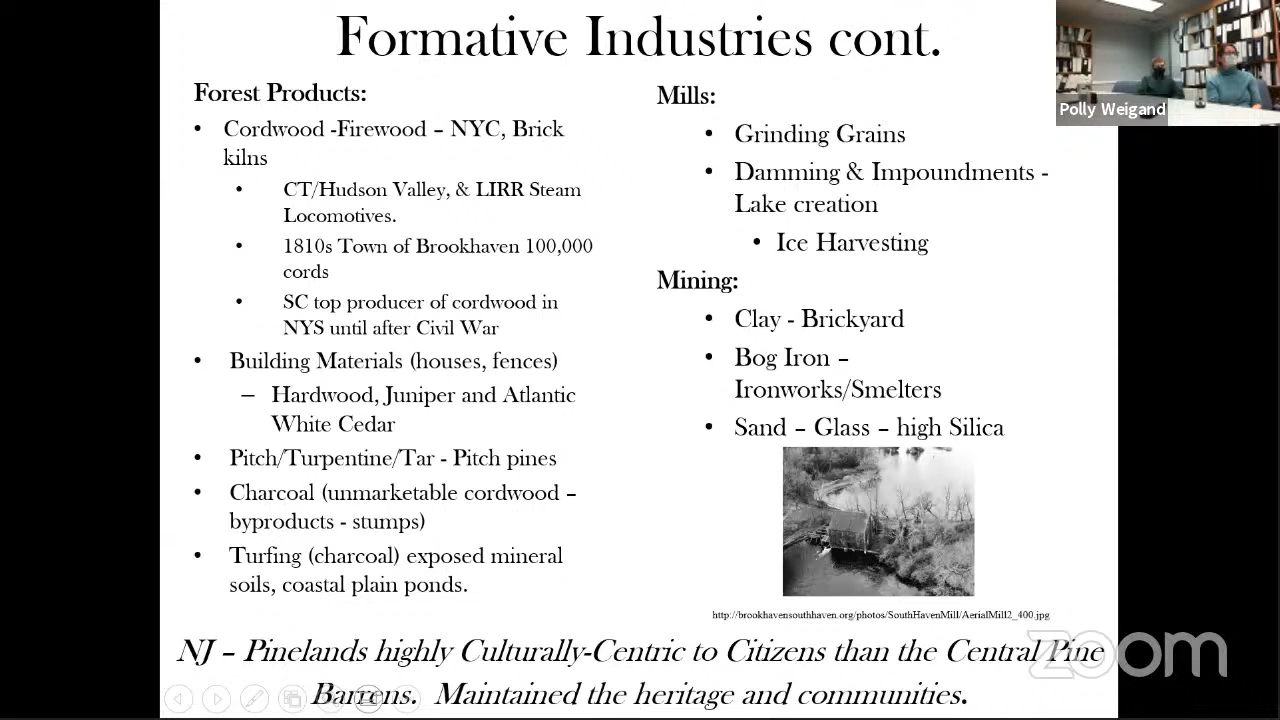 Formative Industries cont.
Polly Weigand
Forest Products:
• Cordwood -Firewood – NYC, Brick
kilns
• CT/Hudson Valley, & LIRR Steam
Locomotives.
• 1810s Town of Brookhaven 100,000
cords
• SC top producer of cordwood in
NYS until after Civil War
• Building Materials (houses, fences)
– Hardwood, Juniper and Atlantic
White Cedar
• Pitch/Turpentine/Tar - Pitch pines
• Charcoal (unmarketable cordwood –
byproducts - stumps)
• Turfing (charcoal) exposed mineral
soils, coastal plain ponds.
Mills:
• Grinding Grains
• Damming & Impoundments -
Lake creation
• Ice Harvesting
Mining:
• Clay - Brickyard
• Bog Iron –
Ironworks/Smelters
• Sand – Glass – high Silica
http://brookhavensouthhaven.org/photos/SouthHavenMill/AerialMill2_400.jpg
NJ – Pinelands highly Culturally-Centric to Citizens than the Central Pine
Barrens. Maintained the heritage and communities.
zoom